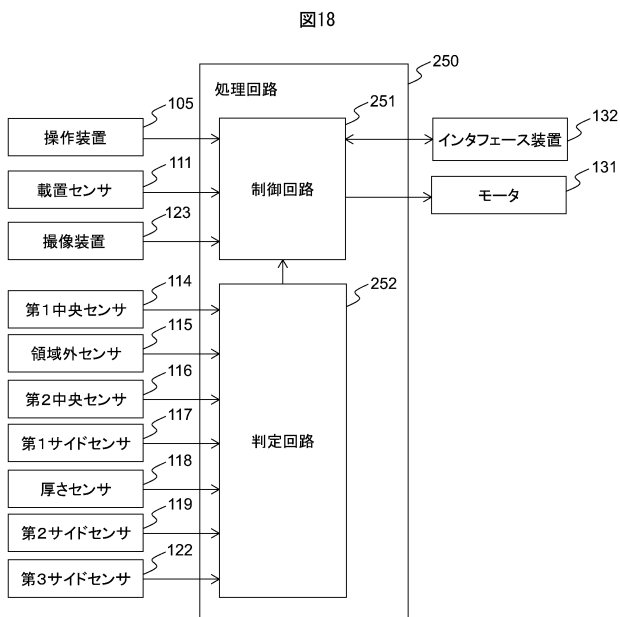 図18
250
処理回路
105
操作装置
251
132
インタフェース装置
111
載置センサ
制御回路
131
モータ
123
撮像装置
114
第1中央センサ
252
115
領域外センサ
116
第2中央センサ
117
第1サイドセンサ
判定回路
118
厚さセンサ
119
第2サイドセンサ
122
第3サイドセンサ